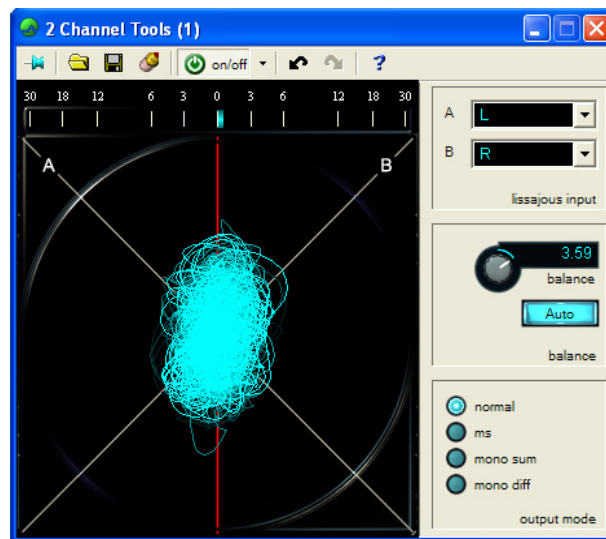 2 Channel Tools (1)
on/off
?
30 18 12 6 3 0 3 6 12 18 30
A
B
A L
B R
lissajous input
3.59
balance
Auto
balance
normal
ms
mono sum
mono diff
output mode